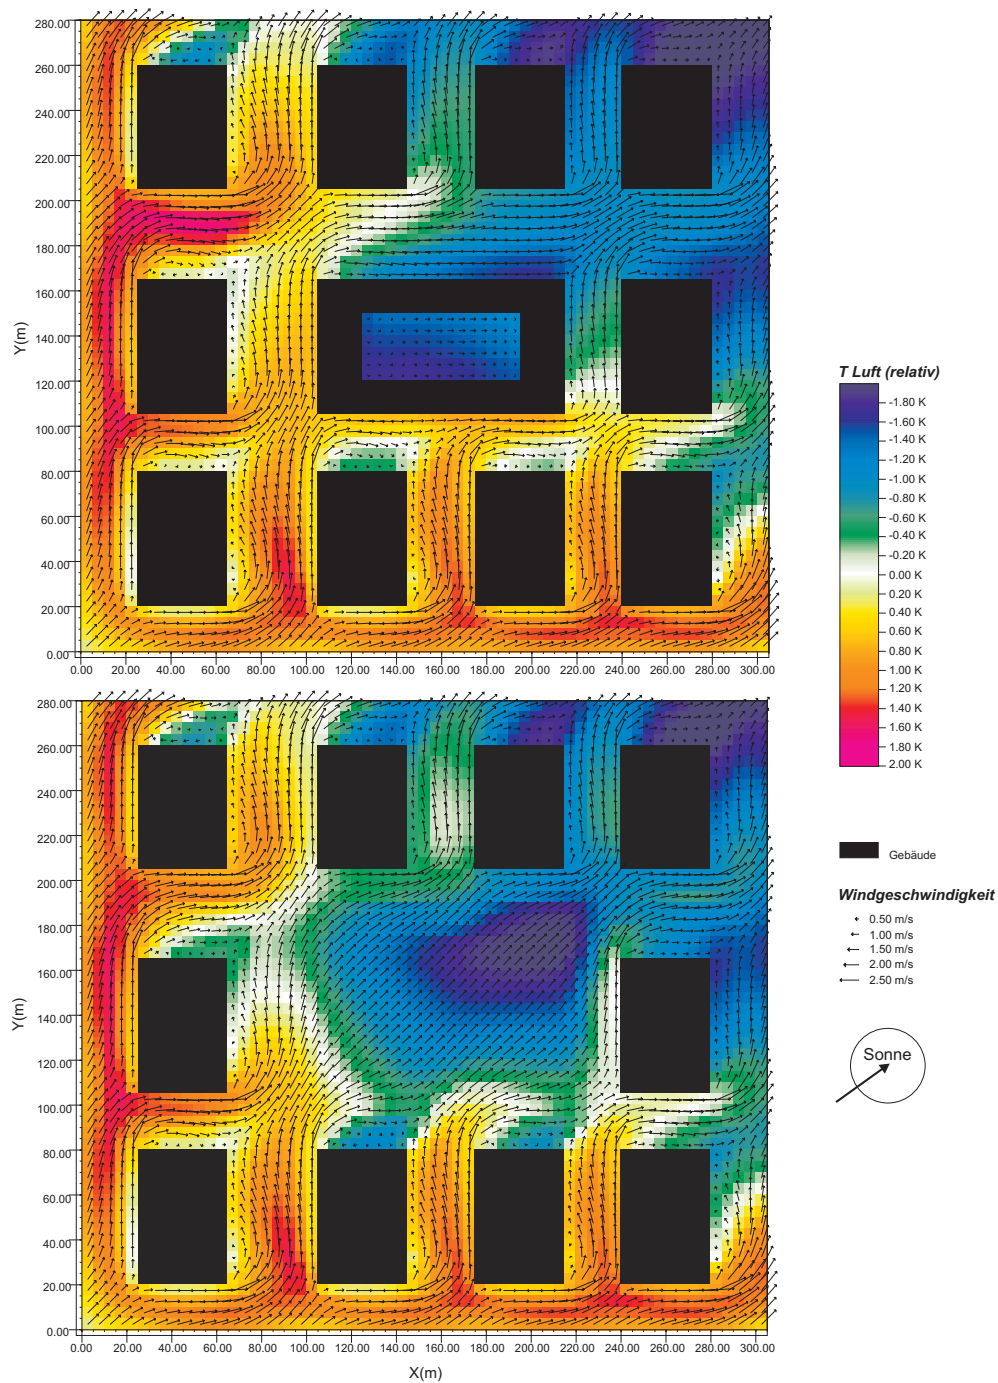 280.00
260.00
240.00
220.00
200.00
180.00
160.00
140.00
120.00
100.00
80.00
60.00
40.00
20.00
0.00
Y(m)
0.00 20.00 40.00 60.00 80.00 100.00 120.00 140.00 160.00 180.00 200.00 220.00 240.00 260.00 280.00 300.00
T Luft (relativ)
-1.80 K
-1.60 K
-1.40 K
-1.20 K
-1.00 K
-0.80 K
-0.60 K
-0.40 K
-0.20 K
0.00 K
0.20 K
0.40 K
0.60 K
0.80 K
1.00 K
1.20 K
1.40 K
1.60 K
1.80 K
2.00 K
Gebäude
Windgeschwindigkeit
0.50 m/s
1.00 m/s
1.50 m/s
2.00 m/s
2.50 m/s
Sonne
280.00
260.00
240.00
220.00
200.00
180.00
160.00
140.00
120.00
100.00
80.00
60.00
40.00
20.00
0.00
Y(m)
0.00 20.00 40.00 60.00 80.00 100.00 120.00 140.00 160.00 180.00 200.00 220.00 240.00 260.00 280.00 300.00
X(m)